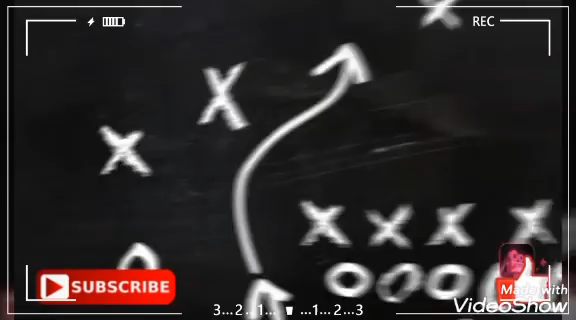 REC
X
X
X
X X X X
O O O O
SUBSCRIBE
3...2...1... ...1...2...3
Made with
VideoShow